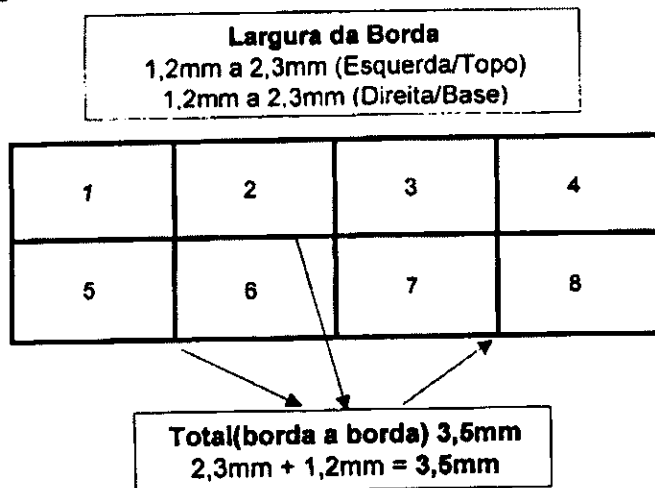 Largura da Borda
1,2mm a 2,3mm (Esquerda/Topo)
1,2mm a 2,3mm (Direita/Base)
1 2 3 4
5 6 7 8
Total(borda a borda) 3,5mm
2,3mm + 1,2mm = 3,5mm